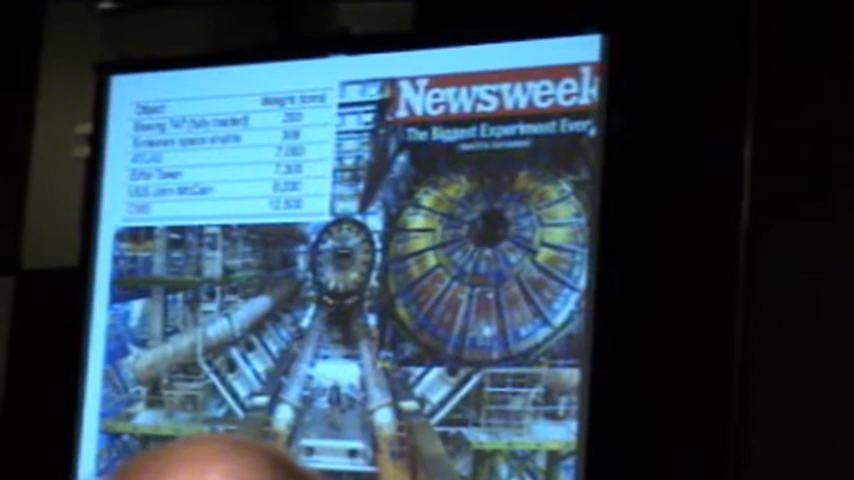 Object Weight (tons)
Boeing 747 (fully loaded) 200
Endeavor space shuttle
ATLAS 7,000
Eiffel Tower 7,300
USS John McCain 8,300
CMS 12,500
Newsweek
The Biggest Experiment Ever